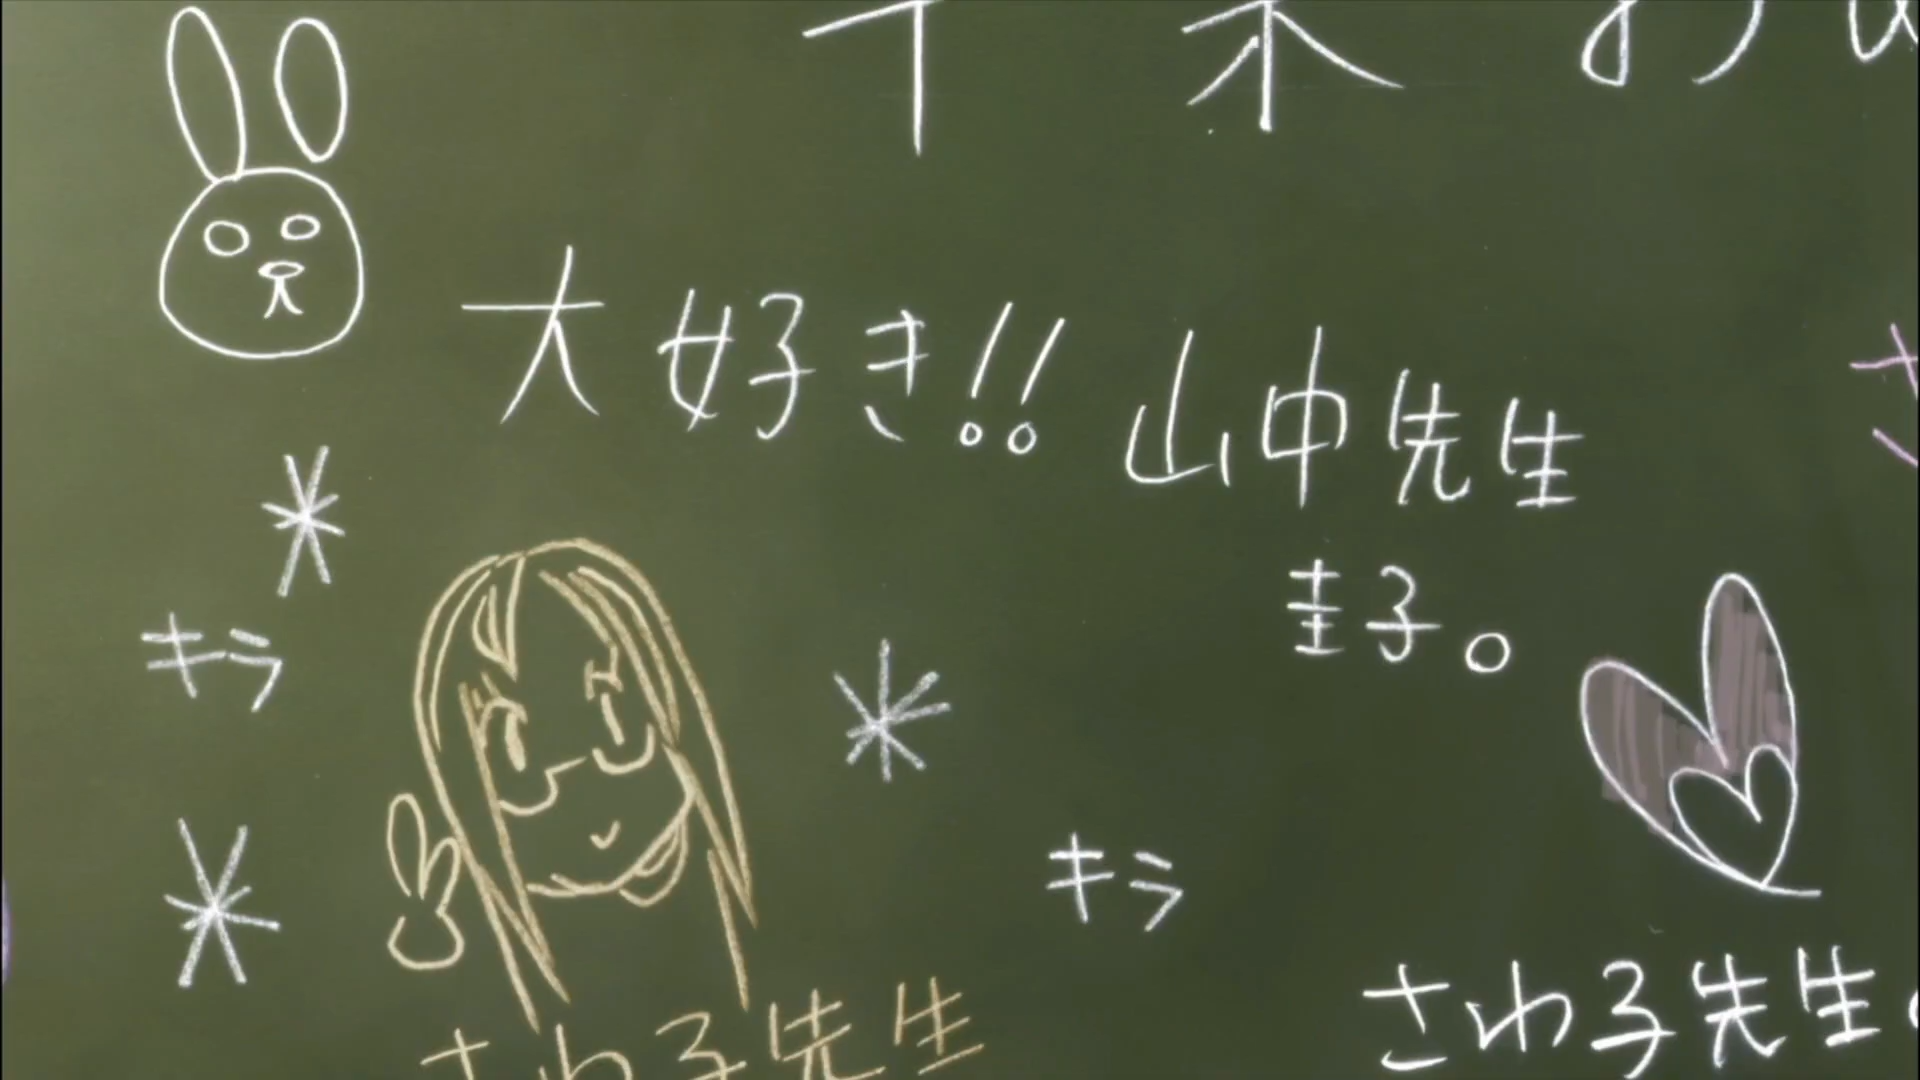 大好き!! 山中先生
圭子。
キラ
キラ
さわ子先生
さわ子先生